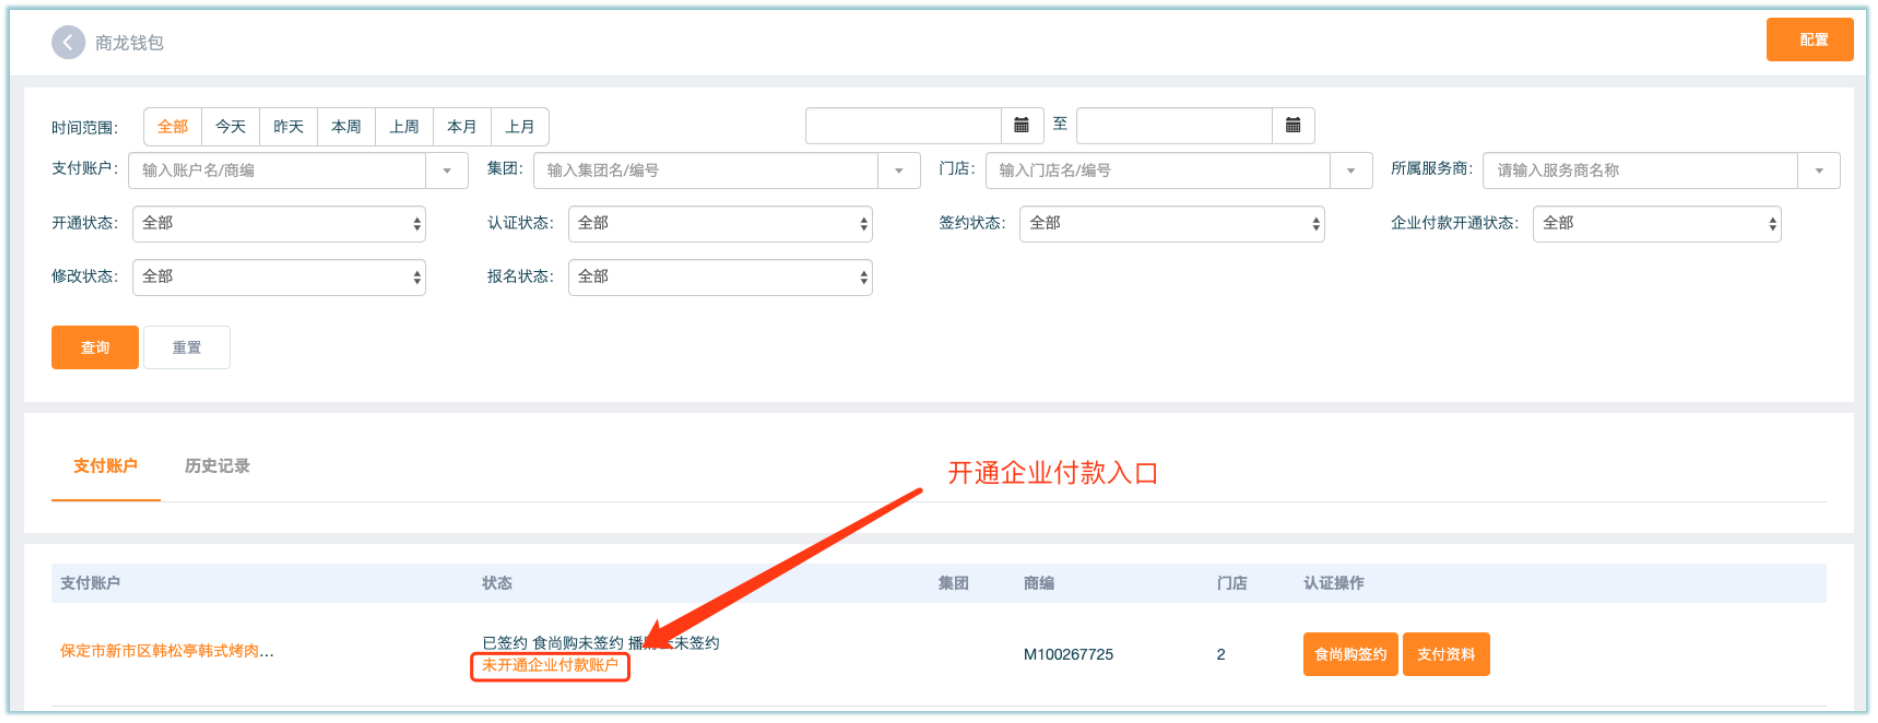 商龙钱包
配置
时间范围: 全部 今天 昨天 本周 上周 本月 上月 至
支付账户: 输入账户名/商编 集团: 输入集团名/编号 门店: 输入门店名/编号 所属服务商: 请输入服务商名称
开通状态: 全部 认证状态: 全部 签约状态: 全部 企业付款开通状态: 全部
修改状态: 全部 报名状态: 全部
查询 重置
支付账户 历史记录
开通企业付款入口
支付账户 状态 集团 商编 门店 认证操作
保定市新市区韩松亭韩式烤肉... 已签约 食尚购未签约 播 未签约 M100267725 2 食尚购签约 支付资料
未开通企业付款账户